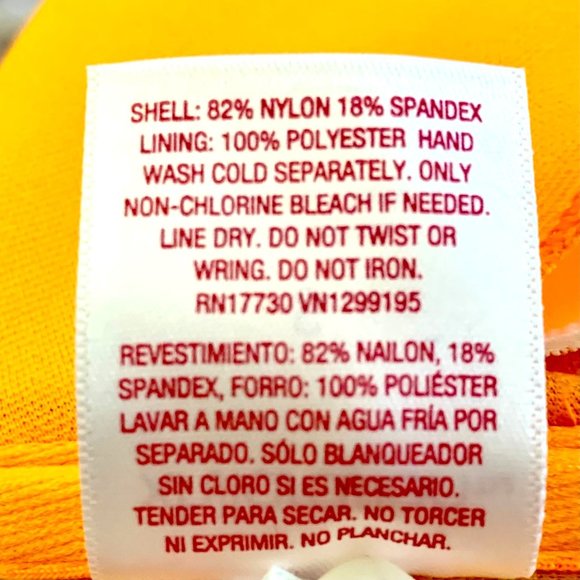 SHELL: 82% NYLON 18% SPANDEX
LINING: 100% POLYESTER HAND
WASH COLD SEPARATELY. ONLY
NON-CHLORINE BLEACH IF NEEDED.
LINE DRY. DO NOT TWIST OR
WRING. DO NOT IRON.
RN17730 VN1299195
REVESTIMIENTO: 82% NAILON, 18%
SPANDEX, FORRO: 100% POLIÉSTER
LAVAR A MANO CON AGUA FRÍA POR
SEPARADO. SÓLO BLANQUEADOR
SIN CLORO SI ES NECESARIO.
TENDER PARA SECAR. NO TORCER
NI EXPRIMIR. NO PLANCHAR.